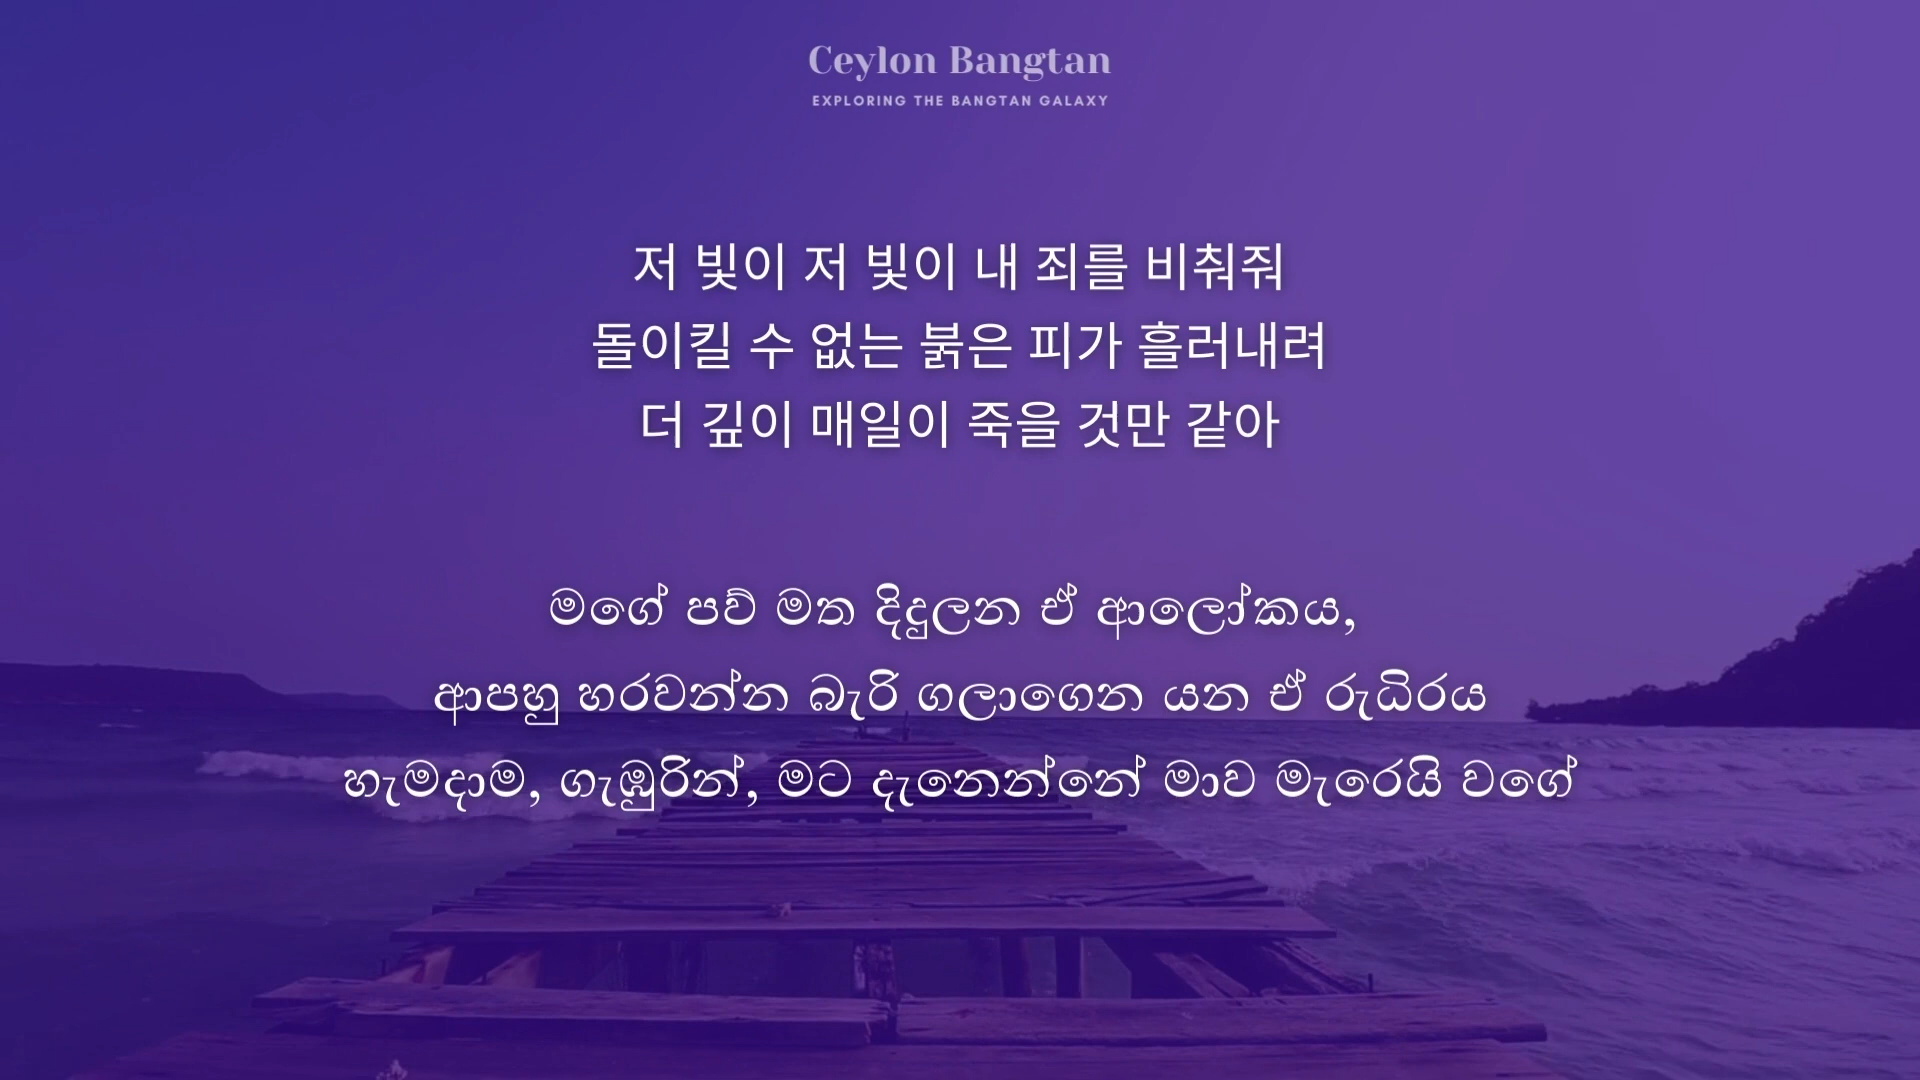 Ceylon Bangtan
EXPLORING THE BANGTAN GALAXY
저 빛이 저 빛이 내 죄를 비춰줘
돌이킬 수 없는 붉은 피가 흘러내려
더 깊이 매일이 죽을 것만 같아
මගේ පව් මත දිදුලන ඒ ආලෝකය,
ආපහු හරවන්න බැරි ගලාගෙන යන ඒ රුධිරය
හැමදාම, ගැඹුරින්, මට දැනෙන්නේ මාව මැරෙයි වගේ